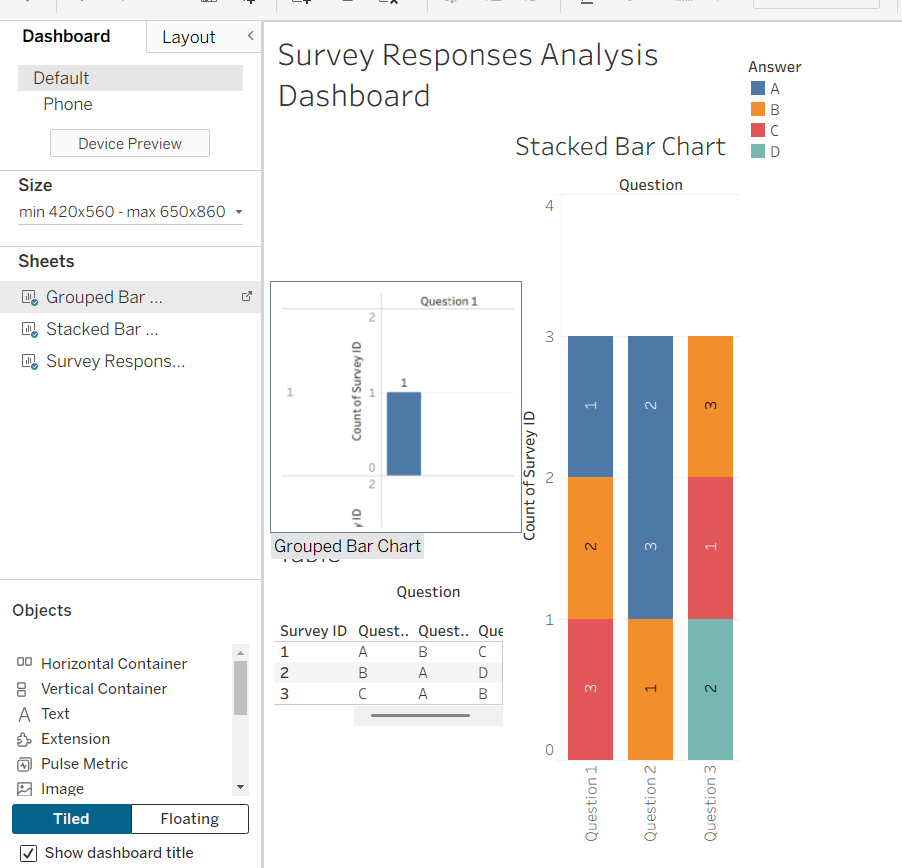 Dashboard
Layout
Default
Phone
Device Preview
Size
min 420x560 - max 650x860
Sheets
Grouped Bar ...
Stacked Bar ...
Survey Respons...
Objects
Horizontal Container
Vertical Container
Text
Extension
Pulse Metric
Image
Tiled
Floating
Show dashboard title
Survey Responses Analysis
Dashboard
Answer
A
B
C
D
Stacked Bar Chart
Question
4
3
2
1
0
Count of Survey ID
1
2
3
2
3
1
3
1
2
Question 1
Question 2
Question 3
Question 1
2
1
1
1
0
2
Count of Survey ID
y ID
Grouped Bar Chart
Table
Question
Survey ID Quest.. Quest.. Que
1 A B C
2 B A D
3 C A B